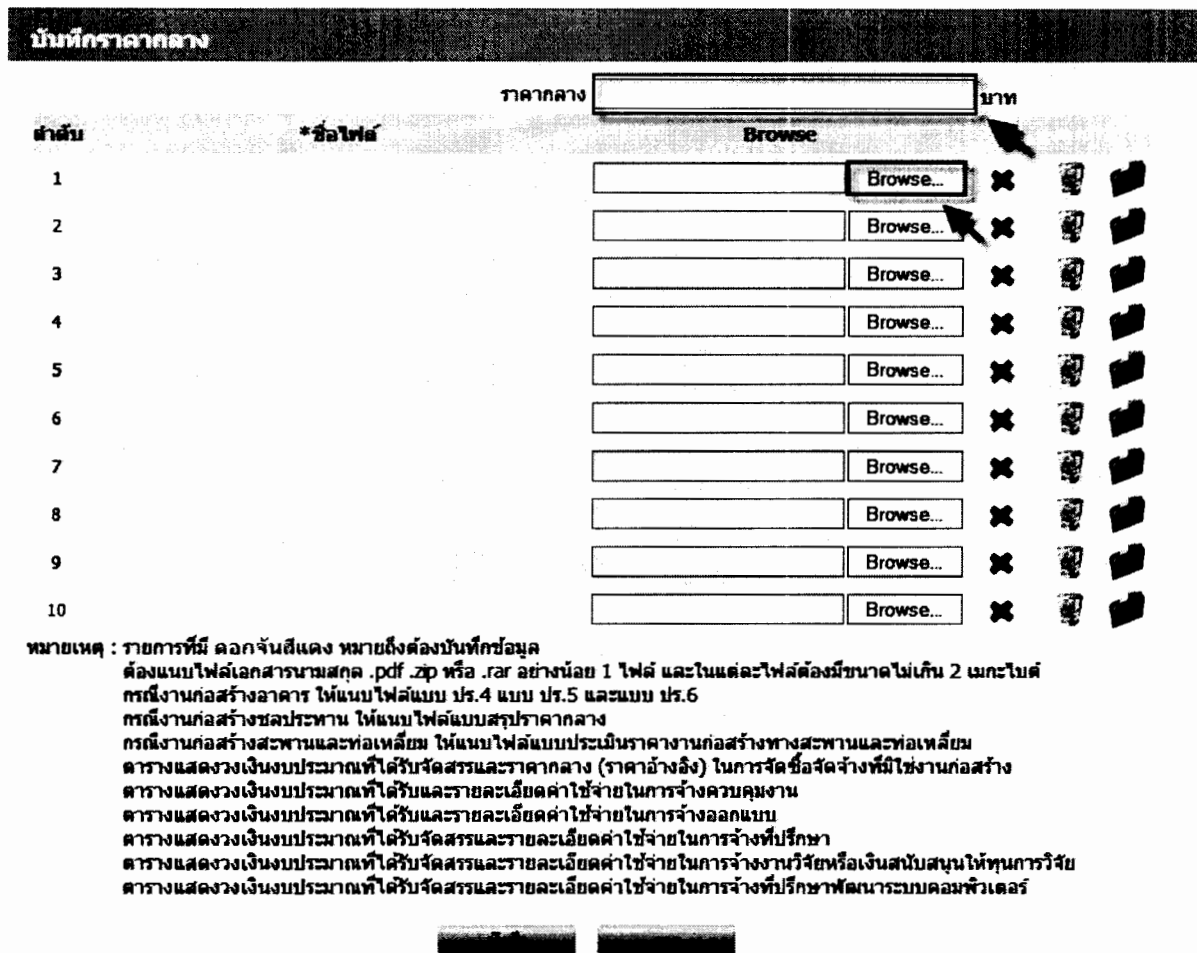 บันทึกราคากลาง
ราคากลาง บาท
ลำดับ *ชื่อไฟล์ Browse
1 Browse...
2 Browse...
3 Browse...
4 Browse...
5 Browse...
6 Browse...
7 Browse...
8 Browse...
9 Browse...
10 Browse...
หมายเหตุ : รายการที่มี ดอกจันสีแดง หมายถึงต้องบันทึกข้อมูล
ต้องแนบไฟล์เอกสารนามสกุล .pdf .zip หรือ .rar อย่างน้อย 1 ไฟล์ และในแต่ละไฟล์ต้องมีขนาดไม่เกิน 2 เมกะไบต์
กรณีงานก่อสร้างอาคาร ให้แนบไฟล์แบบ ปร.4 แบบ ปร.5 และแบบ ปร.6
กรณีงานก่อสร้างชลประทาน ให้แนบไฟล์แบบสรุปราคากลาง
กรณีงานก่อสร้างสะพานและท่อเหลี่ยม ให้แนบไฟล์แบบประเมินราคางานก่อสร้างทางสะพานและท่อเหลี่ยม
ตารางแสดงวงเงินงบประมาณที่ได้รับจัดสรรและราคากลาง (ราคาอ้างอิง) ในการจัดซื้อจัดจ้างที่มิใช่งานก่อสร้าง
ตารางแสดงวงเงินงบประมาณที่ได้รับและรายละเอียดค่าใช้จ่ายในการจ้างควบคุมงาน
ตารางแสดงวงเงินงบประมาณที่ได้รับและรายละเอียดค่าใช้จ่ายในการจ้างออกแบบ
ตารางแสดงวงเงินงบประมาณที่ได้รับจัดสรรและรายละเอียดค่าใช้จ่ายในการจ้างที่ปรึกษา
ตารางแสดงวงเงินงบประมาณที่ได้รับจัดสรรและรายละเอียดค่าใช้จ่ายในการจ้างงานวิจัยหรือเงินสนับสนุนให้ทุนการวิจัย
ตารางแสดงวงเงินงบประมาณที่ได้รับจัดสรรและรายละเอียดค่าใช้จ่ายในการจ้างที่ปรึกษาพัฒนาระบบคอมพิวเตอร์